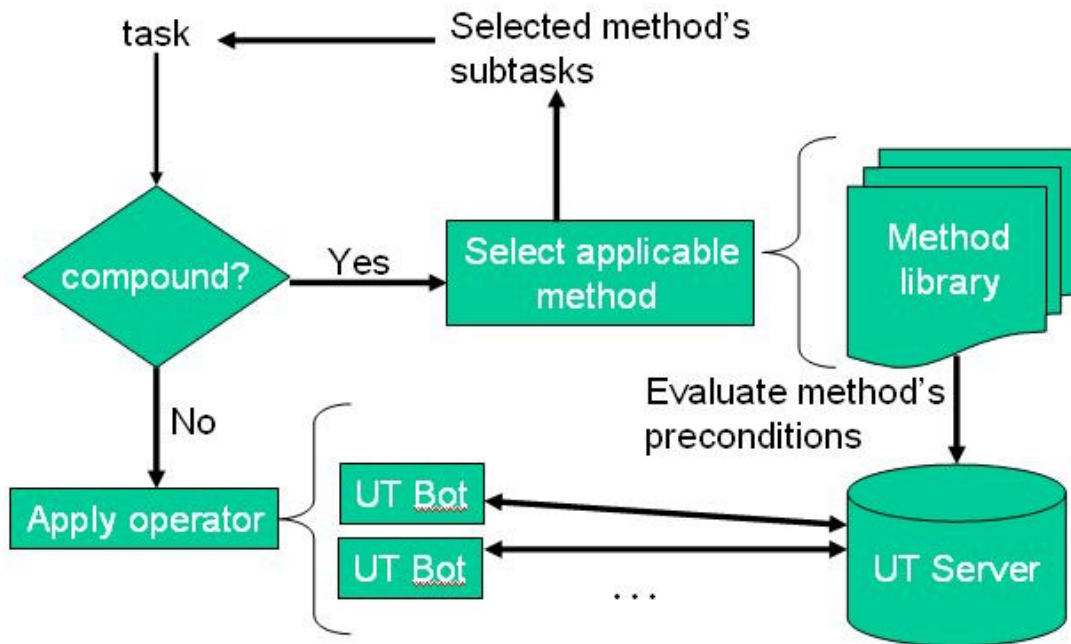 task
Selected method's
subtasks
compound?
Yes
Select applicable
method
Method
library
Evaluate method's
preconditions
No
Apply operator
UT Bot
UT Bot
...
UT Server